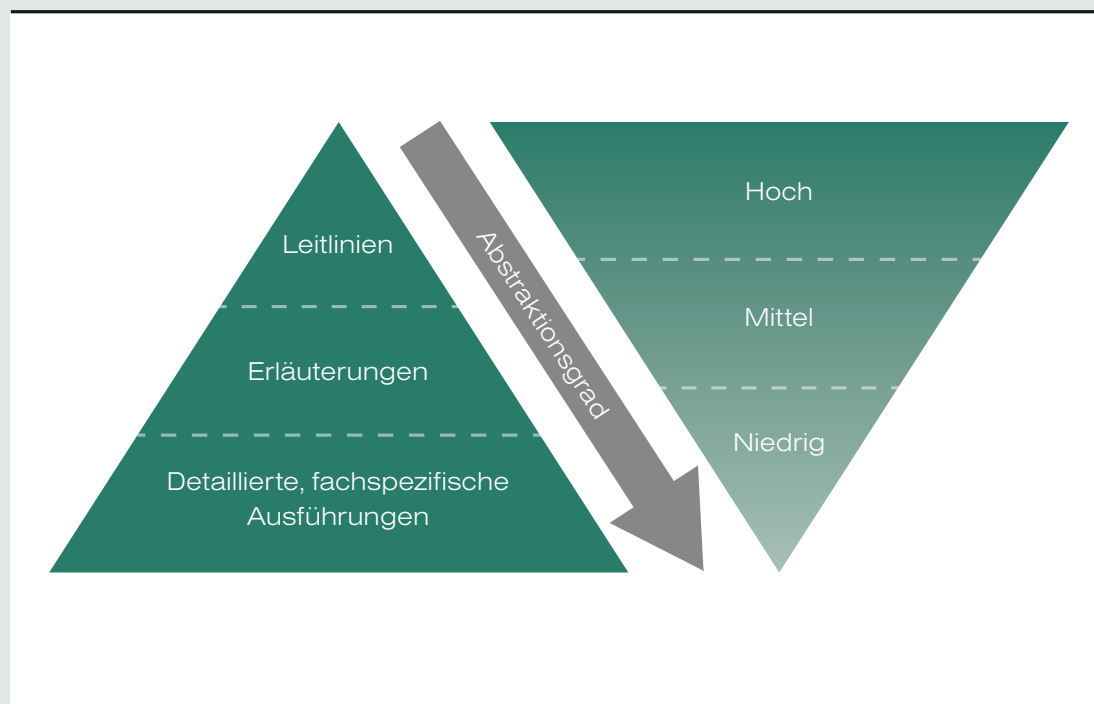 Leitlinien
Erläuterungen
Detaillierte, fachspezifische
Ausführungen
Abstraktionsgrad
Hoch
Mittel
Niedrig